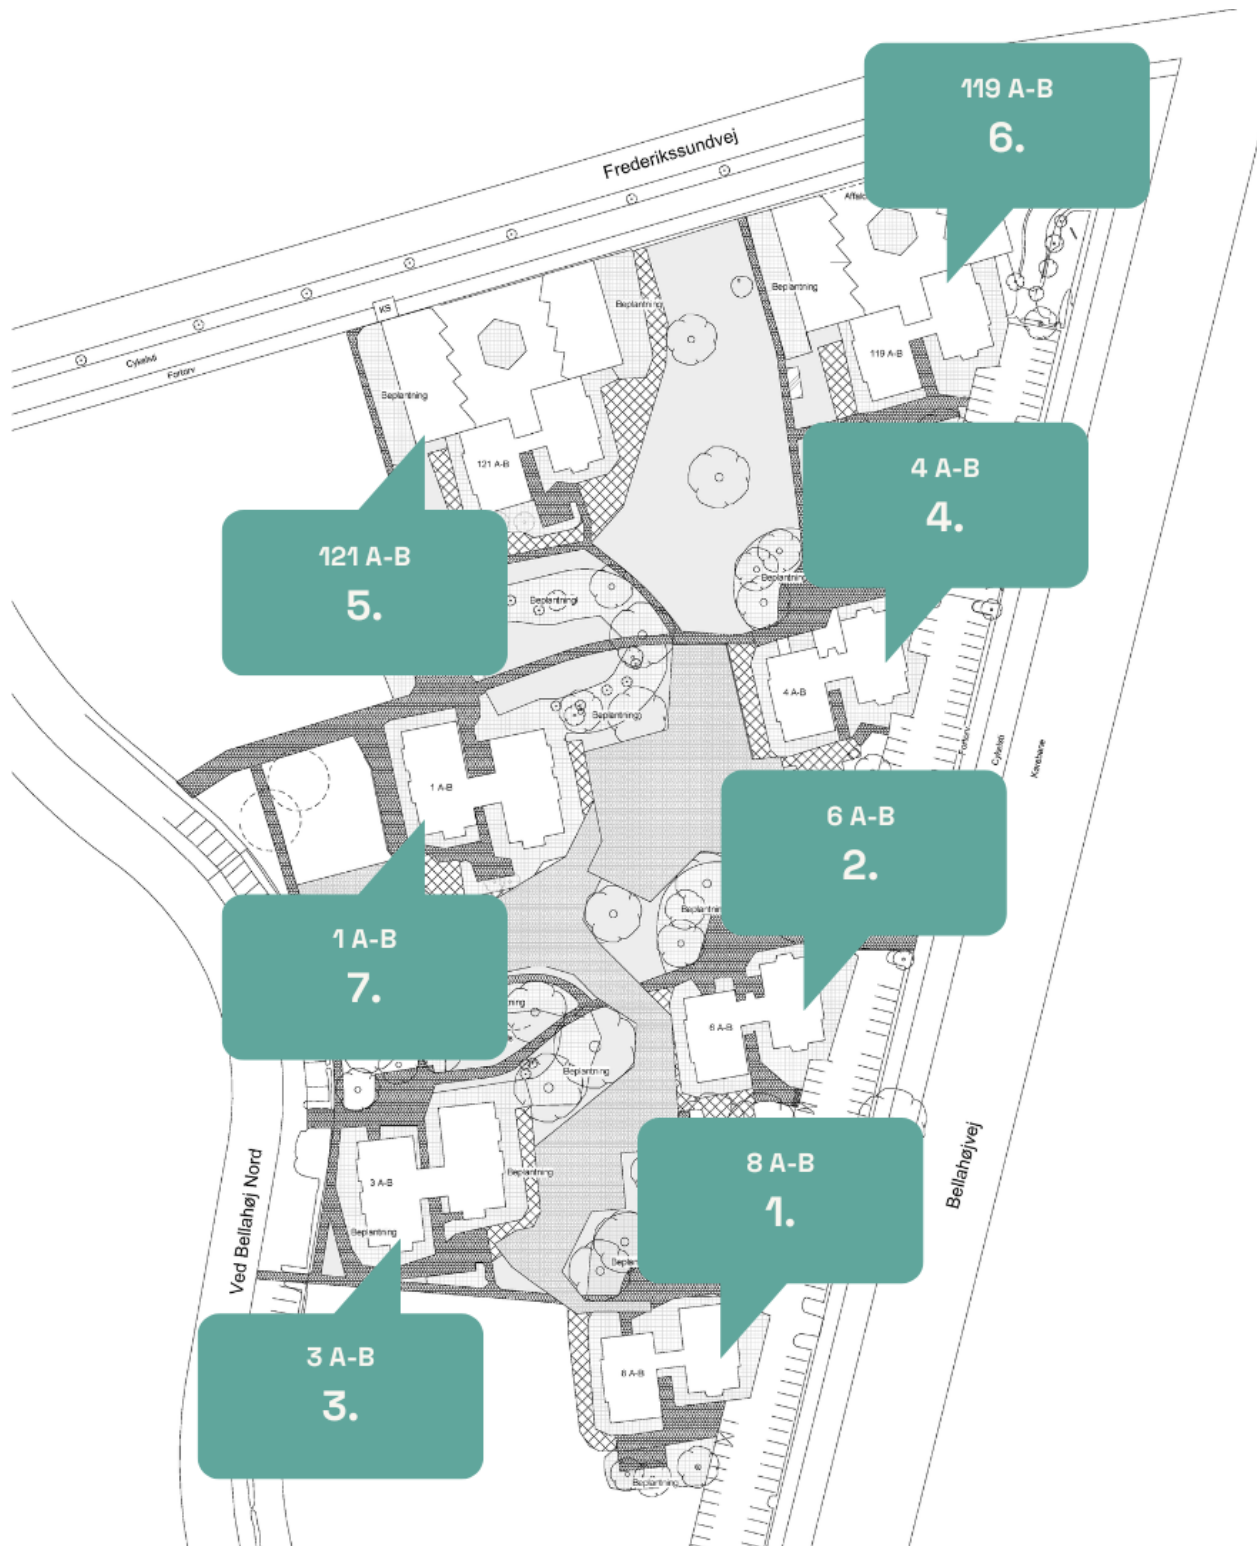 119 A-B
6.
Frederikssundvej
Beplantning
Beplantning
KS
Cykelsti
Fortorv
119 A-B
Beplantning
121 A-B
4 A-B
4.
121 A-B
5.
Beplantning
Beplantning
4 A-B
Beplantning
Fortorv
Cykelsti
Kørebane
1 A-B
6 A-B
2.
1 A-B
7.
6 A-B
Beplantning
Bellahøjvej
8 A-B
1.
Ved Bellahøj Nord
3 A-B
Beplantning
Beplantning
3 A-B
3.
8 A-B
Beplantning